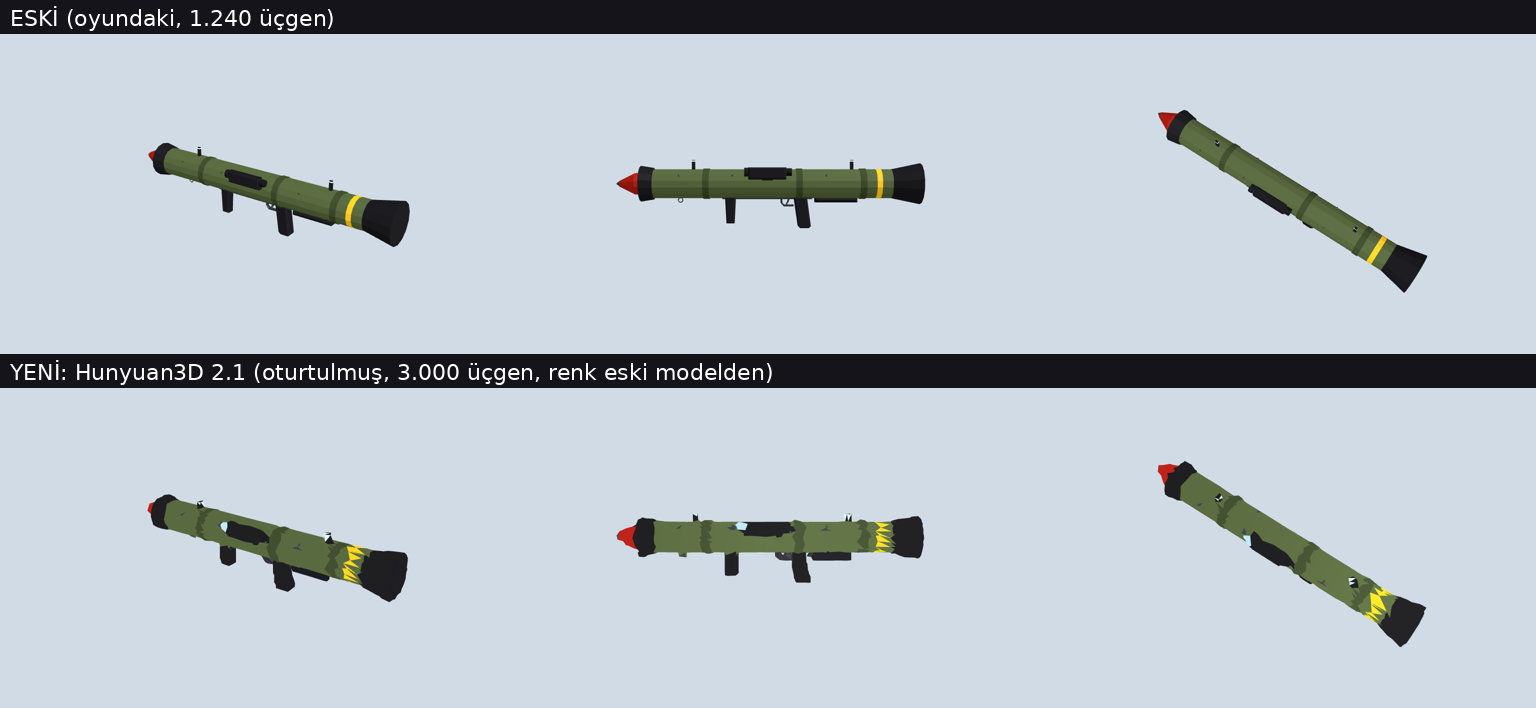 ESKİ (oyundaki, 1.240 üçgen)
YENİ: Hunyuan3D 2.1 (oturtulmuş, 3.000 üçgen, renk eski modelden)